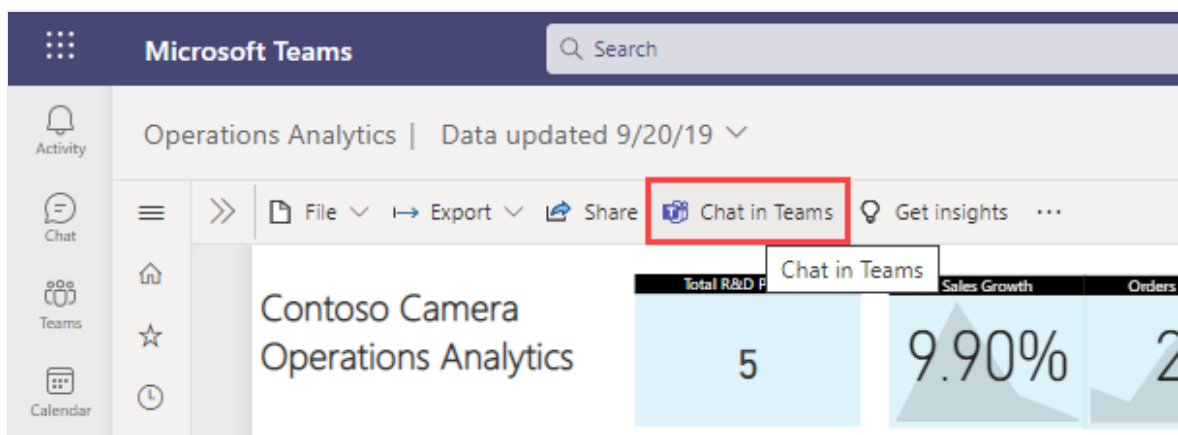 Microsoft Teams
Search
Activity
Operations Analytics | Data updated 9/20/19
Chat
File Export Share Chat in Teams Get insights ...
Chat in Teams
Teams
Contoso Camera
Operations Analytics
Total R&D
5
Sales Growth
9.90%
Orders
2
Calendar